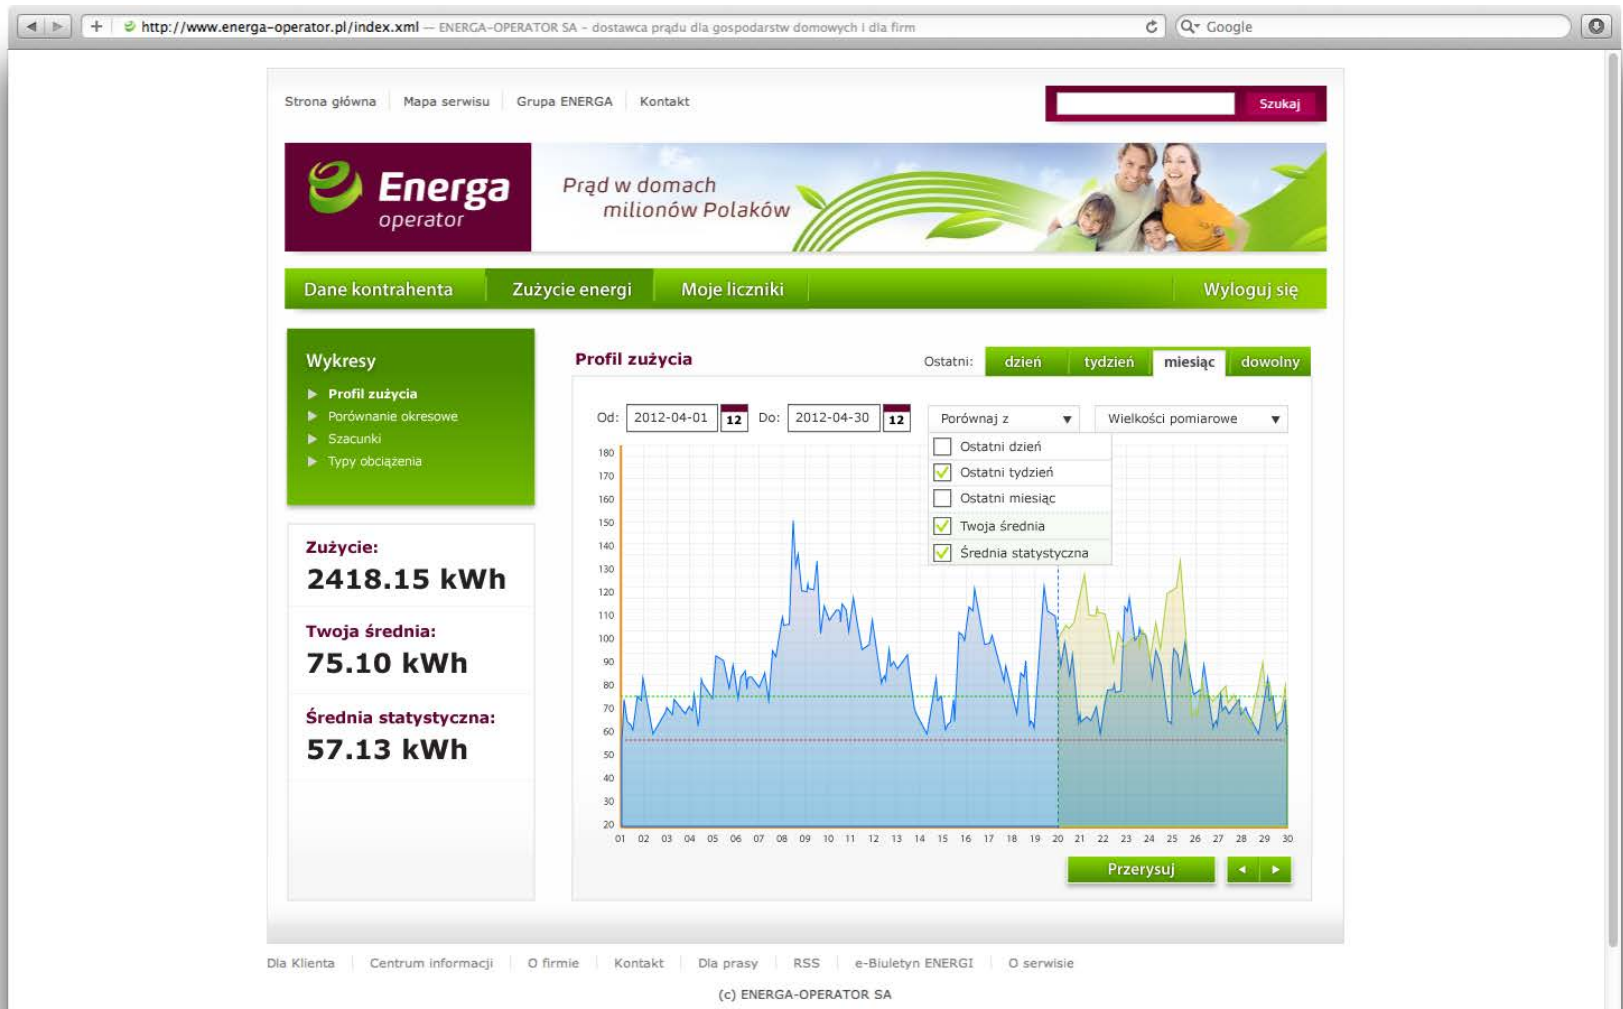 http://www.energa-operator.pl/index.xml — ENERGA-OPERATOR SA – dostawca prądu dla gospodarstw domowych i dla firm
Google
Strona główna Mapa serwisu Grupa ENERGA Kontakt
Szukaj
Energa
operator
Prąd w domach
milionów Polaków
Dane kontrahenta Zużycie energi Moje liczniki Wyloguj się
Wykresy
Profil zużycia
Porównanie okresowe
Szacunki
Typy obciążenia
Zużycie:
2418.15 kWh
Twoja średnia:
75.10 kWh
Średnia statystyczna:
57.13 kWh
Profil zużycia
Ostatni: dzień tydzień miesiąc dowolny
Od: 2012-04-01 12 Do: 2012-04-30 12 Porównaj z Wielkości pomiarowe
Ostatni dzień
Ostatni tydzień
Ostatni miesiąc
Twoja średnia
Średnia statystyczna
180
170
160
150
140
130
120
110
100
90
80
70
60
50
40
30
20
01 02 03 04 05 06 07 08 09 10 11 12 13 14 15 16 17 18 19 20 21 22 23 24 25 26 27 28 29 30
Przerysuj
Dla Klienta Centrum informacji O firmie Kontakt Dla prasy RSS e-Biuletyn ENERGI O serwisie
(c) ENERGA-OPERATOR SA